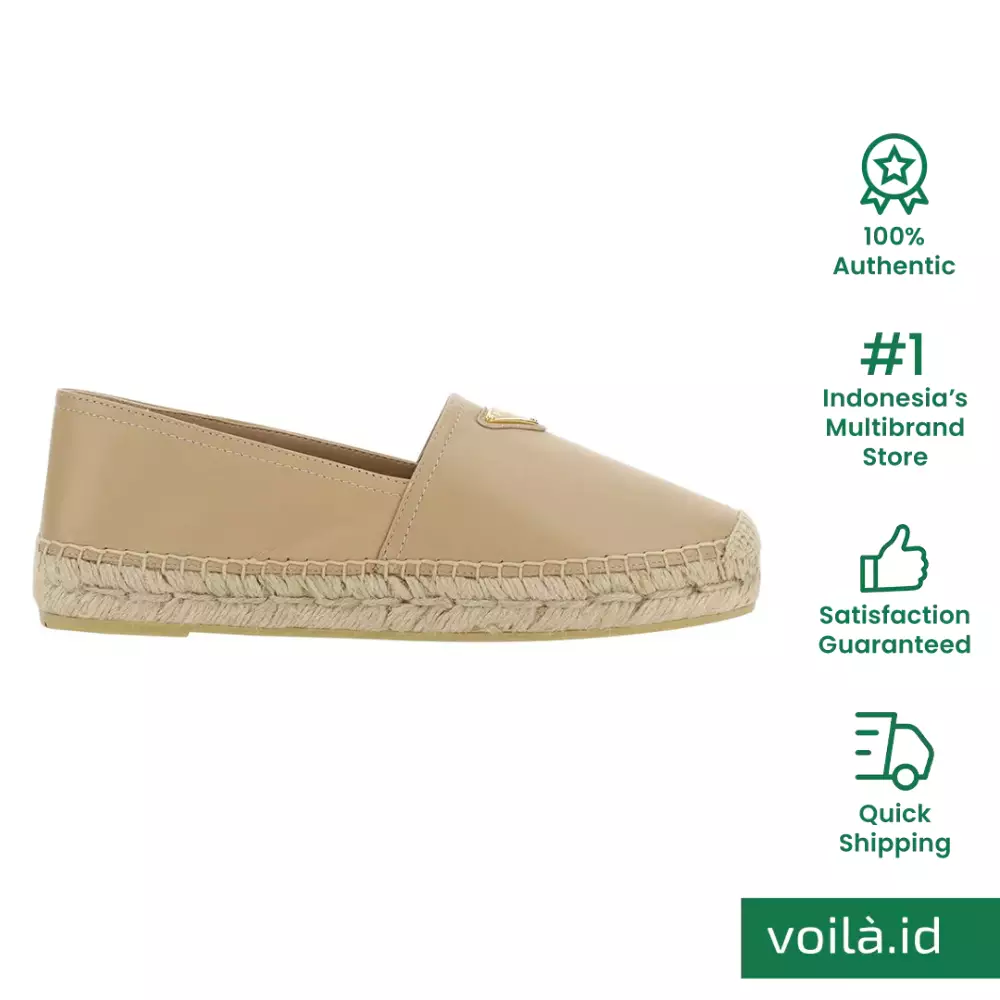 100%
Authentic
#1
Indonesia's
Multibrand
Store
Satisfaction
Guaranteed
Quick
Shipping
voilà.id